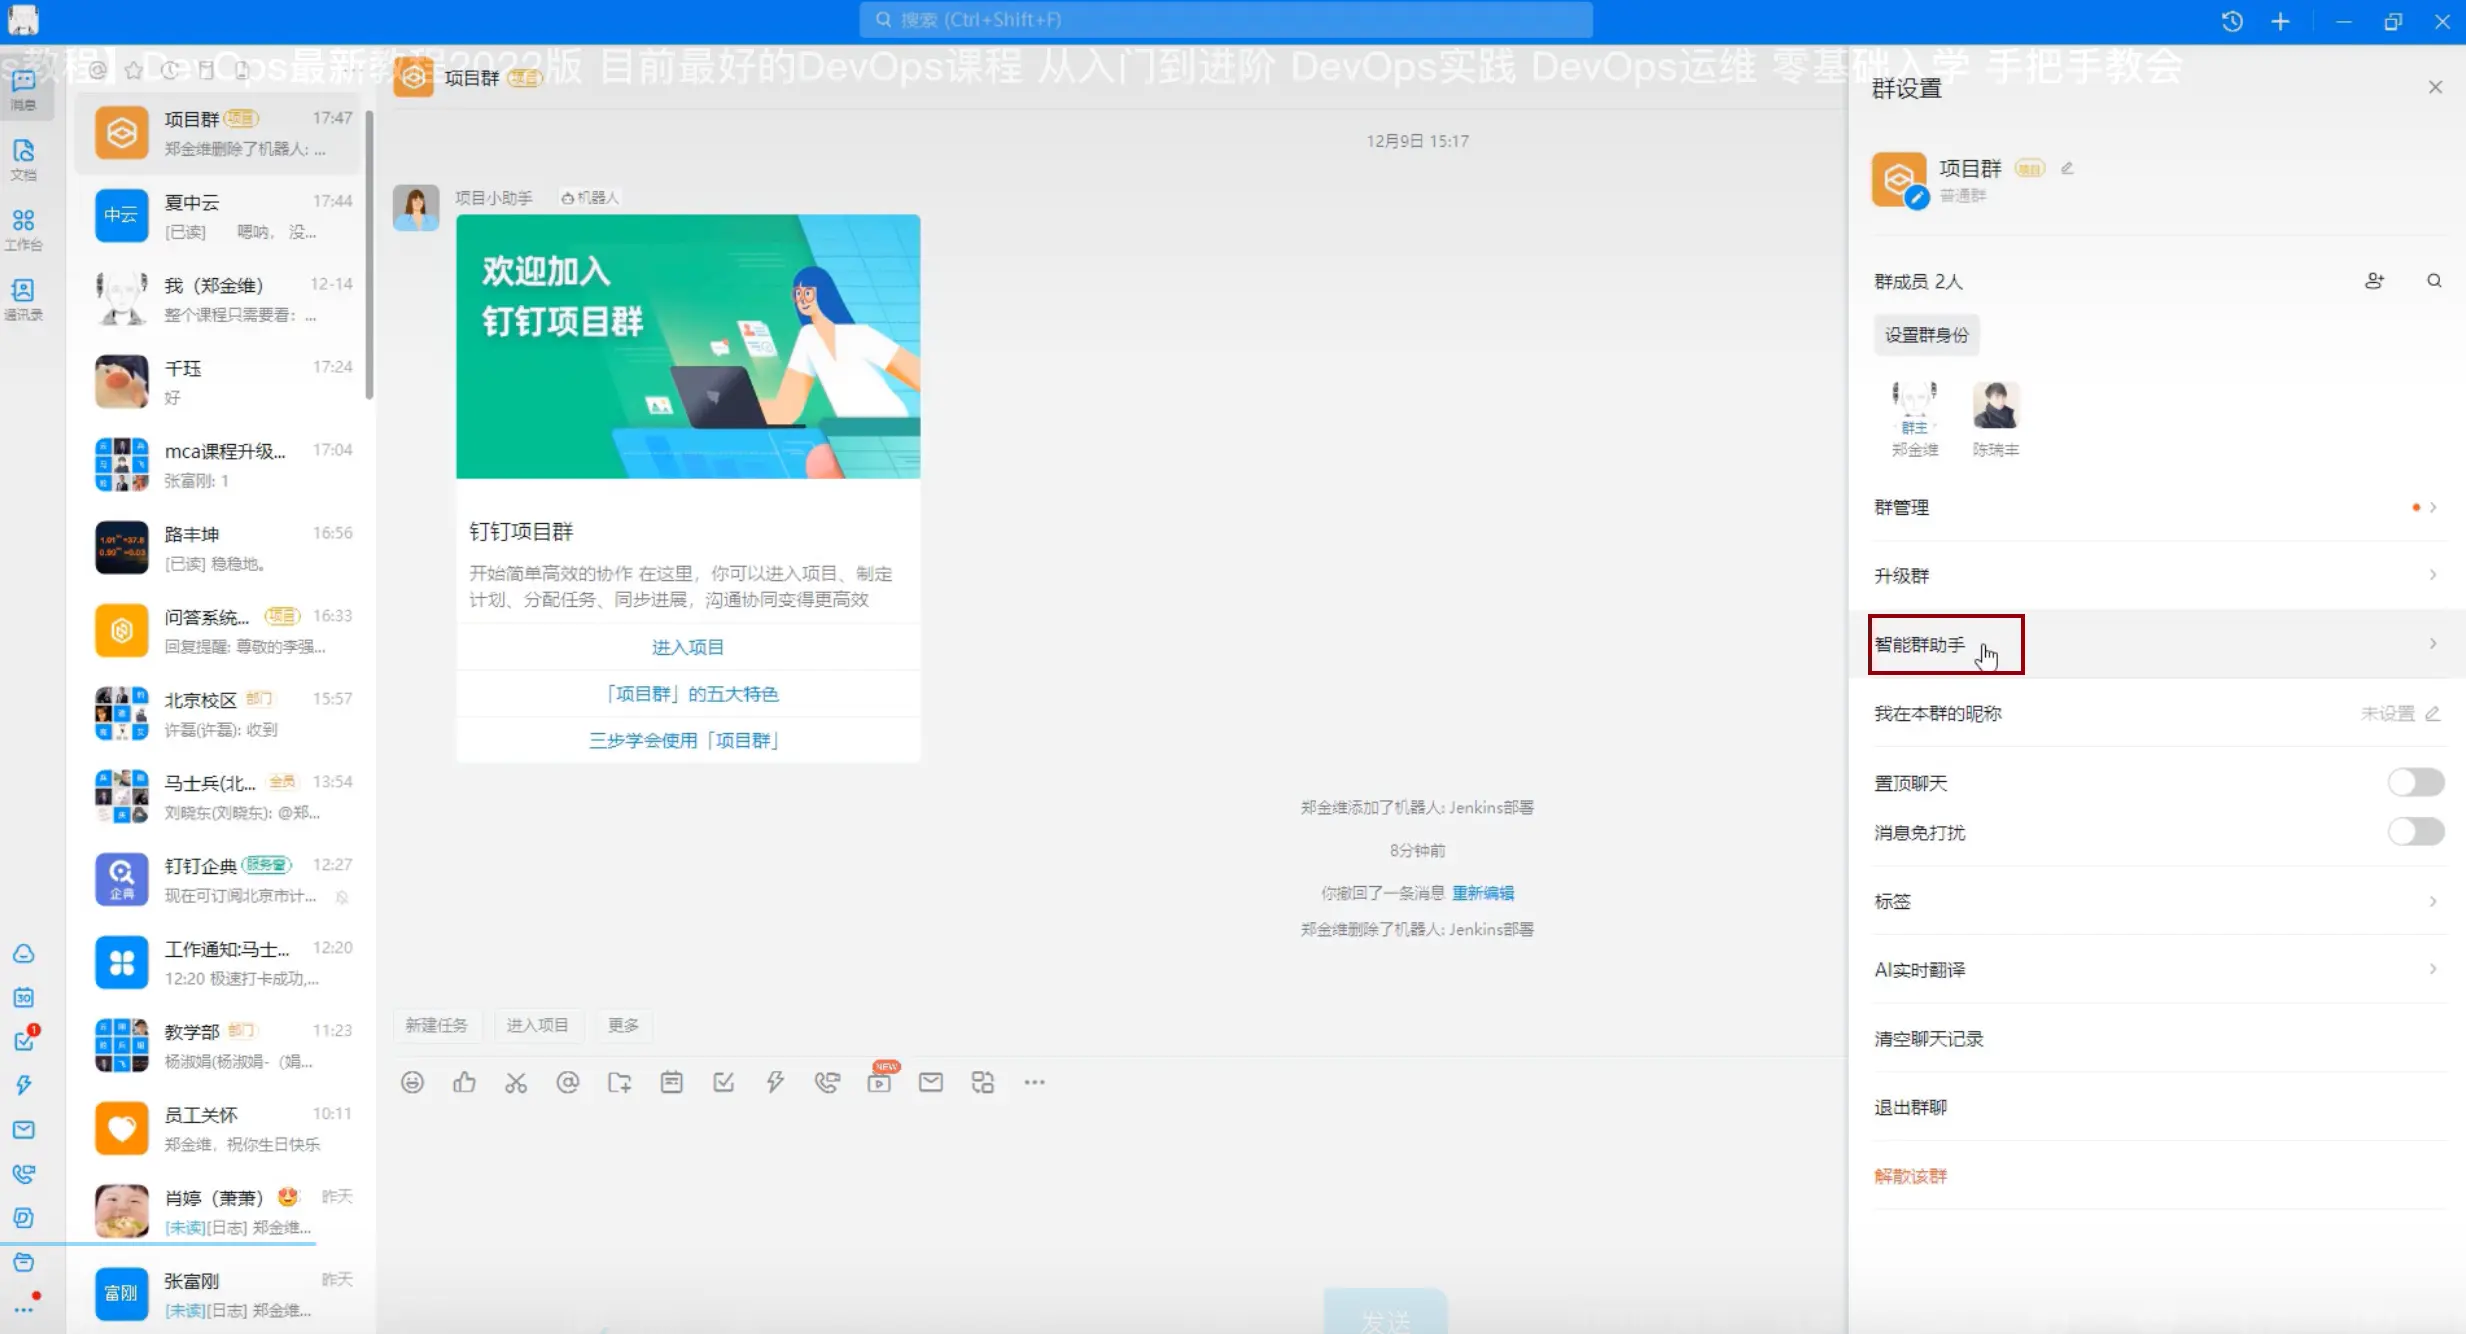 搜索 (Ctrl+Shift+F)
s教程】DevOps最新教程2023版 目前最好的DevOps课程 从入门到进阶 DevOps实践 DevOps运维 零基础入学 手把手教会
消息
文档
工作台
通讯录
30
1
项目群 项目 17:47
郑金维删除了机器人: ...
中云
夏中云 17:44
[已读] 嗯呐， 没...
我（郑金维） 12-14
整个课程只需要看: ...
千珏 17:24
好
mca课程升级... 17:04
张富刚: 1
路丰坤 16:56
[已读] 稳稳地。
问答系统... 项目 16:33
回复提醒: 尊敬的李强...
北京校区 部门 15:57
许磊(许磊): 收到
马士兵(北... 全员 13:54
刘晓东(刘晓东): @郑...
企典
钉钉企典 服务窗 12:27
现在可订阅北京市计...
工作通知:马士... 12:20
12:20 极速打卡成功,...
教学部 部门 11:23
杨淑娟(杨淑娟-（娟...
员工关怀 10:11
郑金维，祝你生日快乐
肖婷（萧萧） 昨天
[未读][日志] 郑金维...
富刚
张富刚 昨天
[未读][日志] 郑金维...
项目群 项目
12月9日 15:17
项目小助手 机器人
欢迎加入
钉钉项目群
钉钉项目群
开始简单高效的协作 在这里，你可以进入项目、制定
计划、分配任务、同步进展，沟通协同变得更高效
进入项目
「项目群」的五大特色
三步学会使用「项目群」
郑金维添加了机器人: Jenkins部署
8分钟前
你撤回了一条消息 重新编辑
郑金维删除了机器人: Jenkins部署
新建任务 进入项目 更多
NEW
发送
群设置
项目群 项目
普通群
群成员 2人
设置群身份
群主
郑金维 陈瑞丰
群管理
升级群
智能群助手
我在本群的昵称 未设置
置顶聊天
消息免打扰
标签
AI实时翻译
清空聊天记录
退出群聊
解散该群